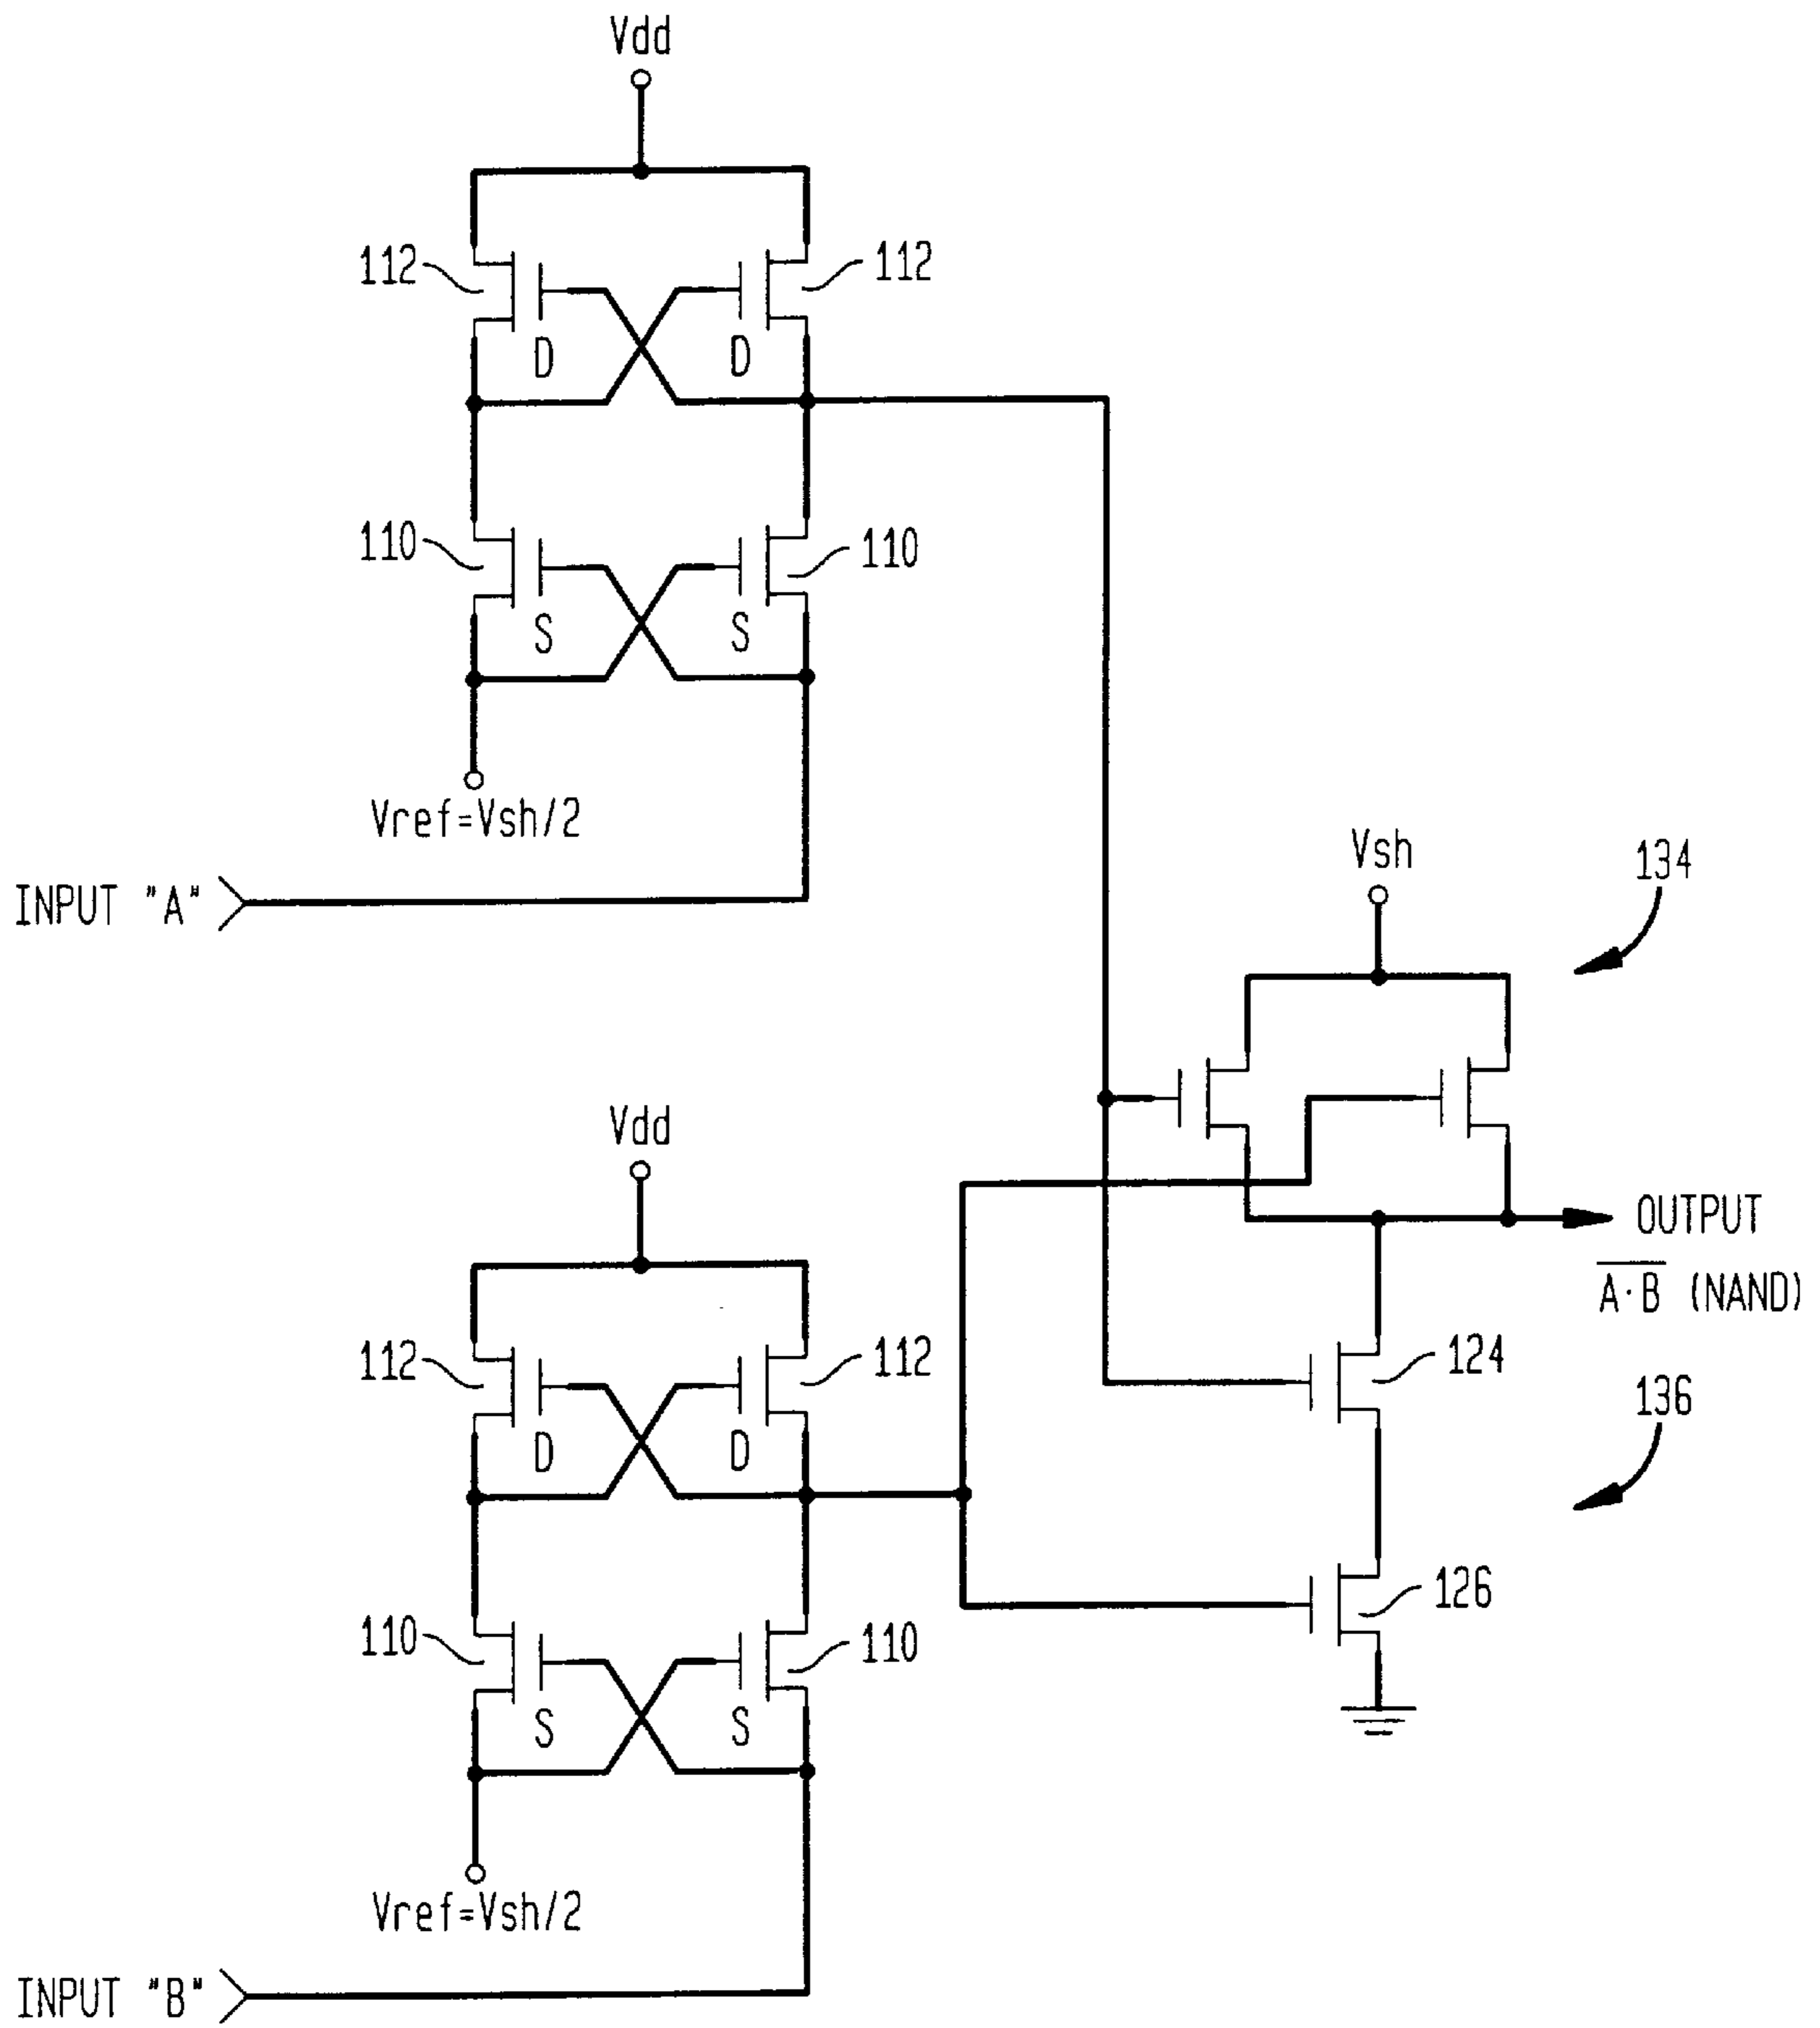 Vdd
112
112
D
D
110
110
S
S
Vref=Vsh/2
INPUT "A"
Vsh
134
Vdd
OUTPUT
A·B (NAND)
112
112
124
D
D
136
110
110
126
S
S
Vref=Vsh/2
INPUT "B"